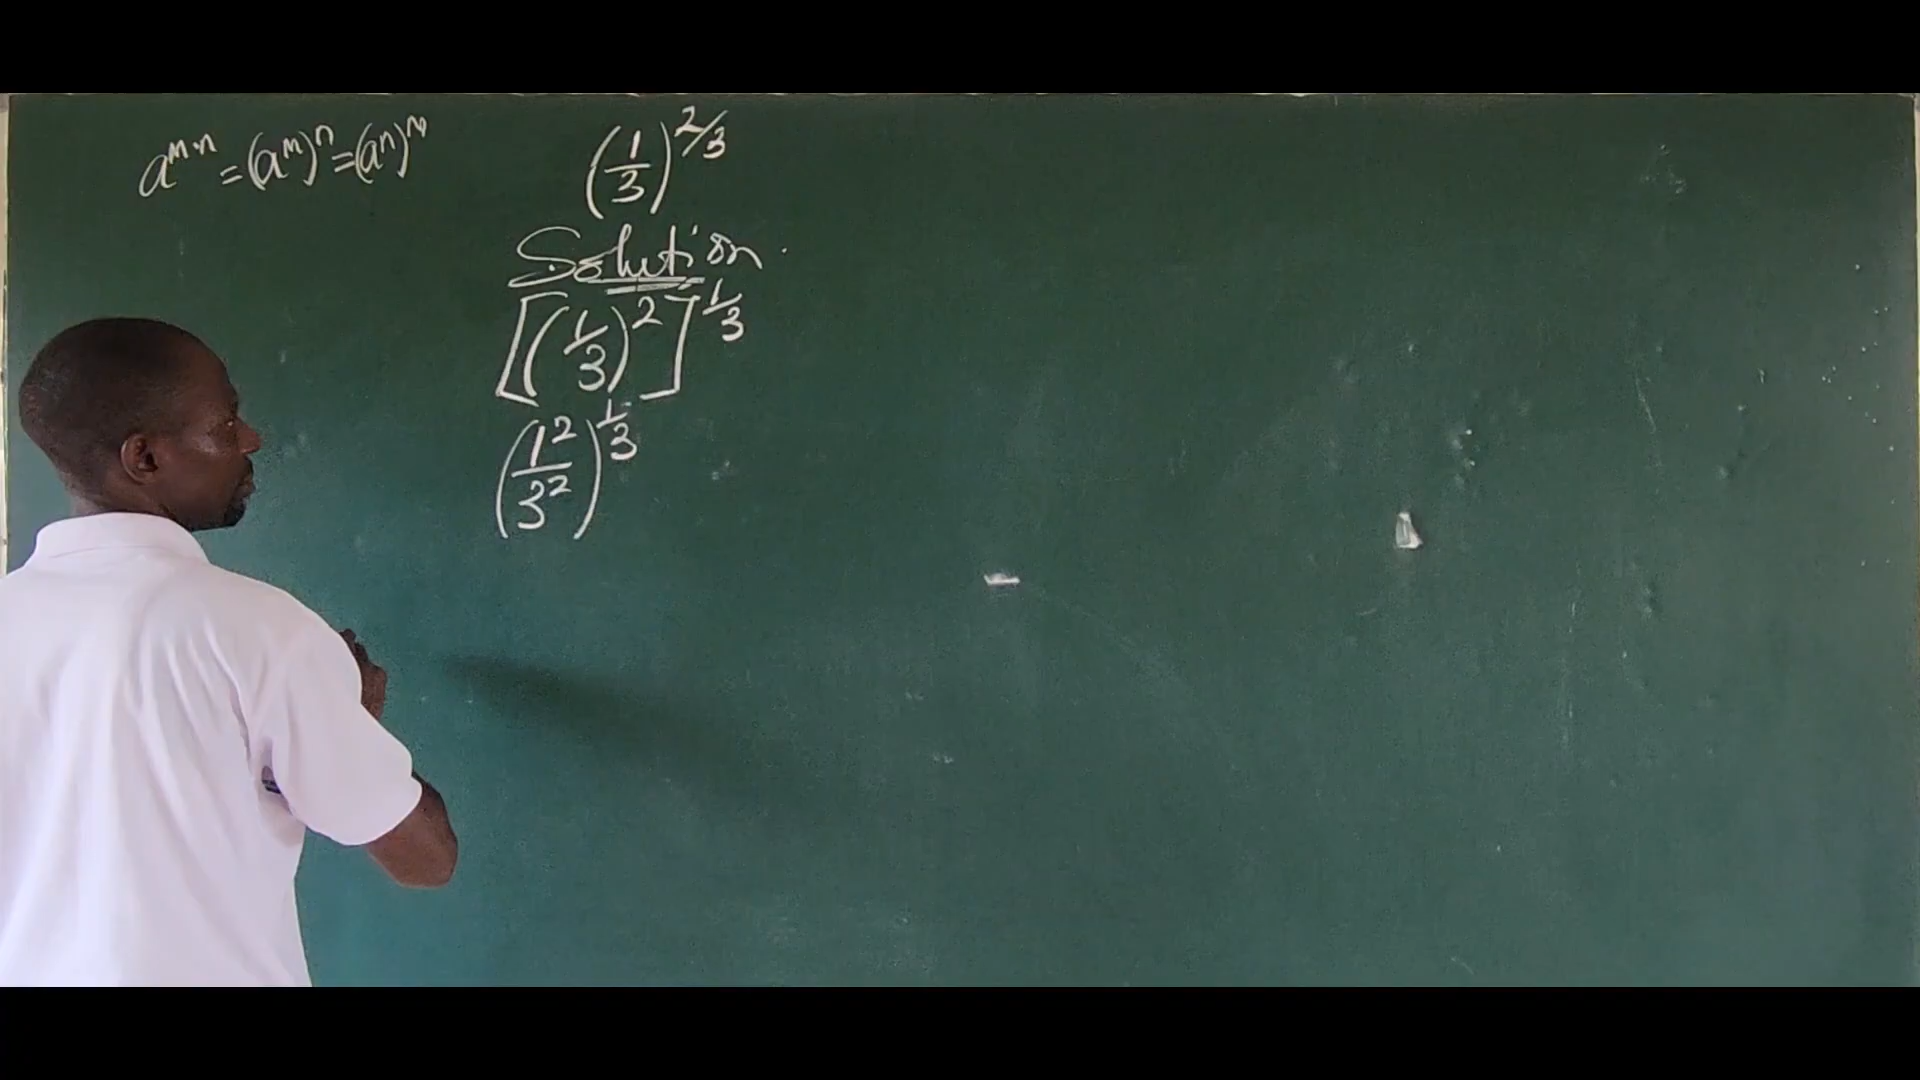 a^{m·n} = (a^m)^n = (a^n)^m
(1/3)^{2/3}
Solution.
[(1/3)^2]^{1/3}
(1^2/3^2)^{1/3}